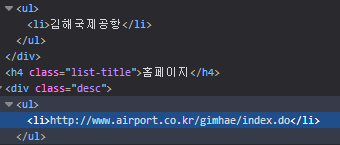 <ul>
<li>김해국제공항</li>
</ul>
</div>
<h4 class="list-title">홈페이지</h4>
<div class="desc">
<ul>
<li>http://www.airport.co.kr/gimhae/index.do</li>
</ul>